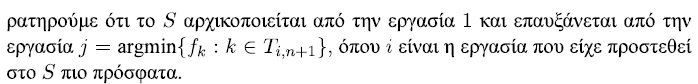 ρατηρούμε ότι το S αρχικοποιείται από την εργασία 1 και επαυξάνεται από την
εργασία j = argmin{f_k : k ∈ T_{i,n+1}}, όπου i είναι η εργασία που είχε προστεθεί
στο S πιο πρόσφατα.